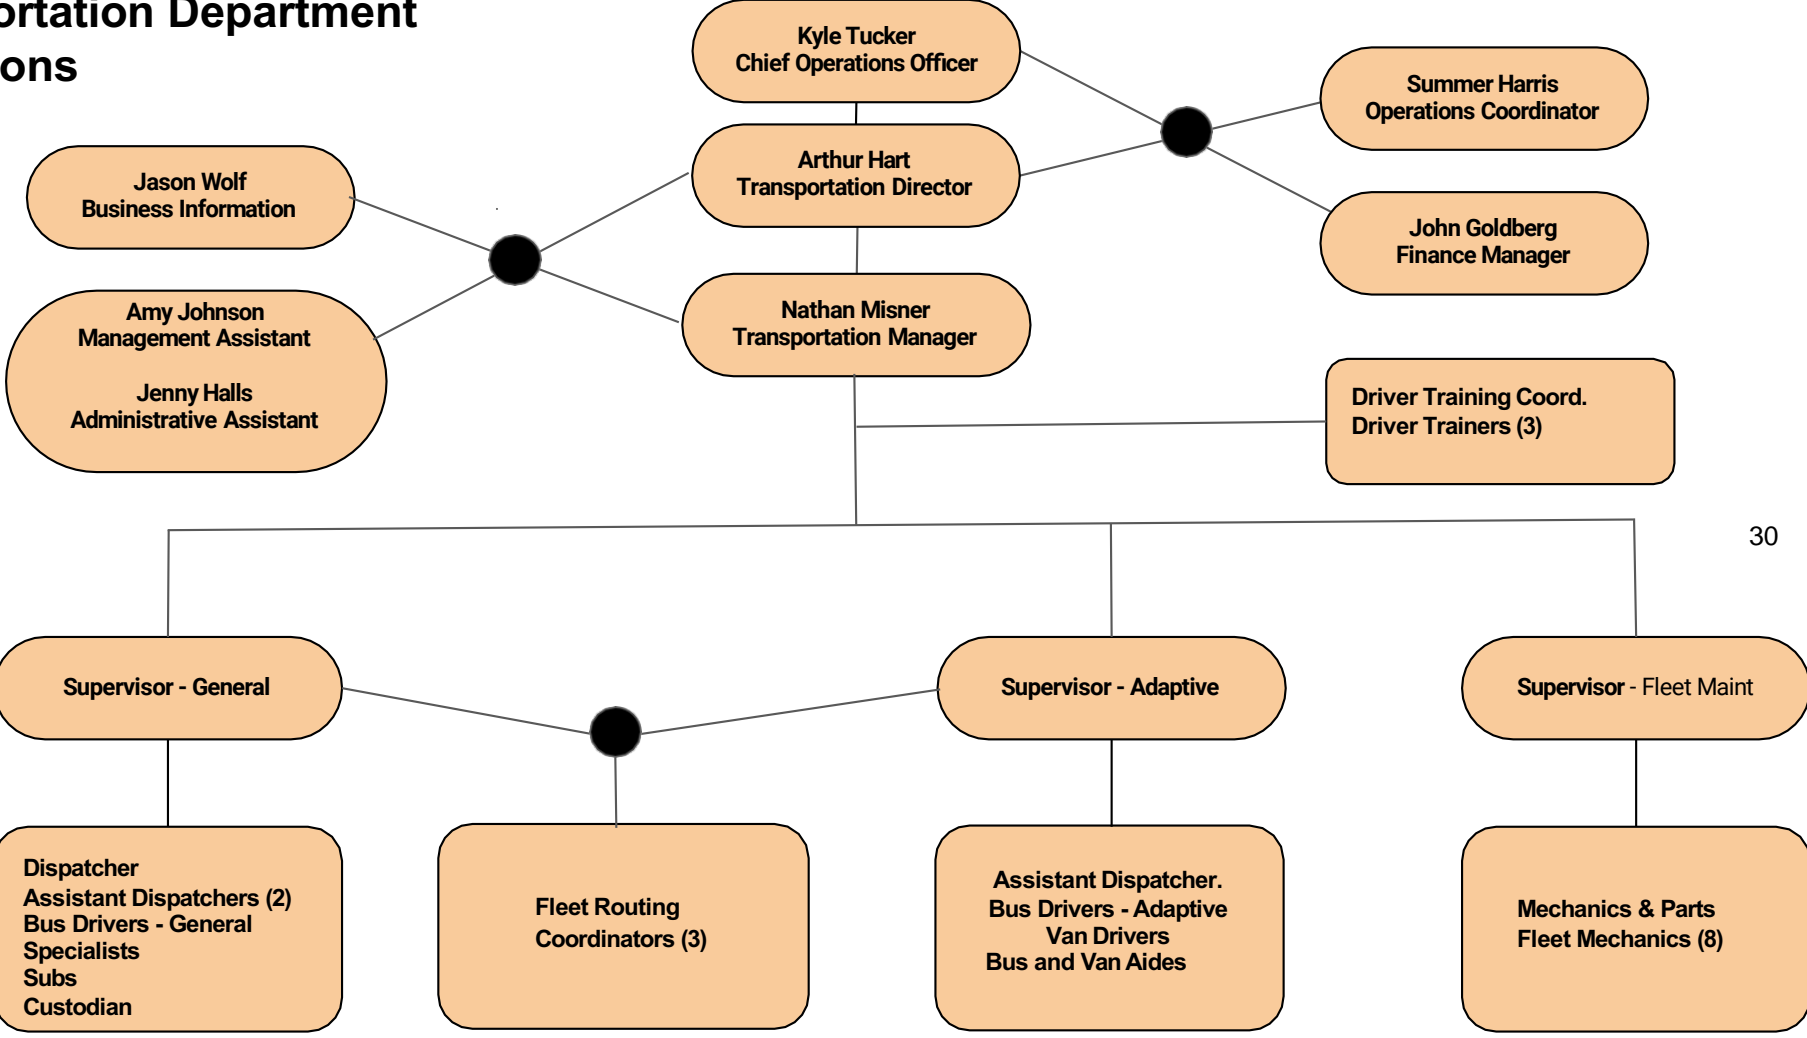 ortation Department
ons
Kyle Tucker
Chief Operations Officer
Summer Harris
Operations Coordinator
Arthur Hart
Transportation Director
Jason Wolf
Business Information
John Goldberg
Finance Manager
Amy Johnson
Management Assistant
Jenny Halls
Administrative Assistant
Nathan Misner
Transportation Manager
Driver Training Coord.
Driver Trainers (3)
30
Supervisor - General
Supervisor - Adaptive
Supervisor - Fleet Maint
Dispatcher
Assistant Dispatchers (2)
Bus Drivers - General
Specialists
Subs
Custodian
Fleet Routing
Coordinators (3)
Assistant Dispatcher.
Bus Drivers - Adaptive
Van Drivers
Bus and Van Aides
Mechanics & Parts
Fleet Mechanics (8)